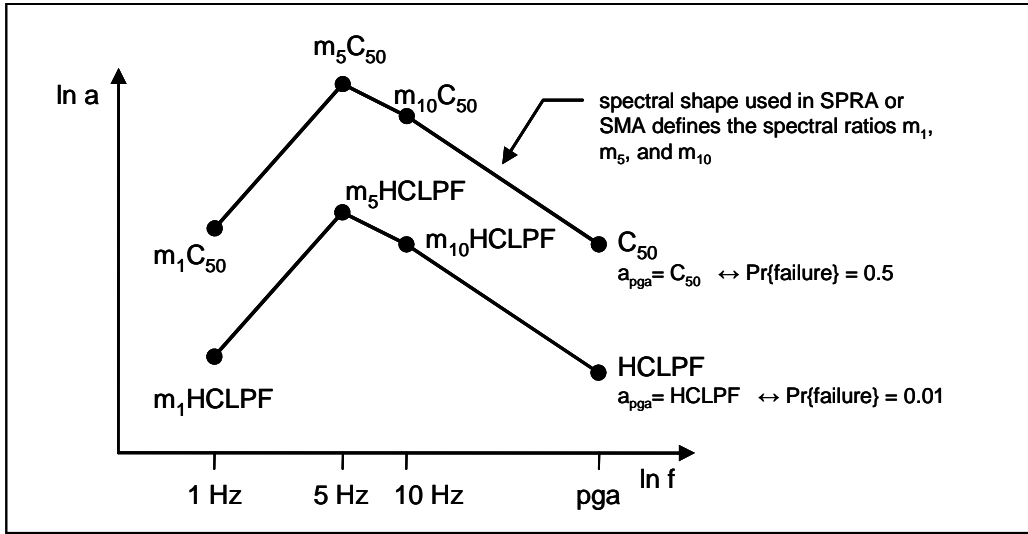 m₅C₅₀
ln a
m₁₀C₅₀
spectral shape used in SPRA or
SMA defines the spectral ratios m₁,
m₅, and m₁₀
m₅HCLPF
m₁₀HCLPF
m₁C₅₀
C₅₀
aₚgₐ= C₅₀ ↔ Pr{failure} = 0.5
HCLPF
aₚgₐ= HCLPF ↔ Pr{failure} = 0.01
m₁HCLPF
ln f
1 Hz
5 Hz
10 Hz
pga